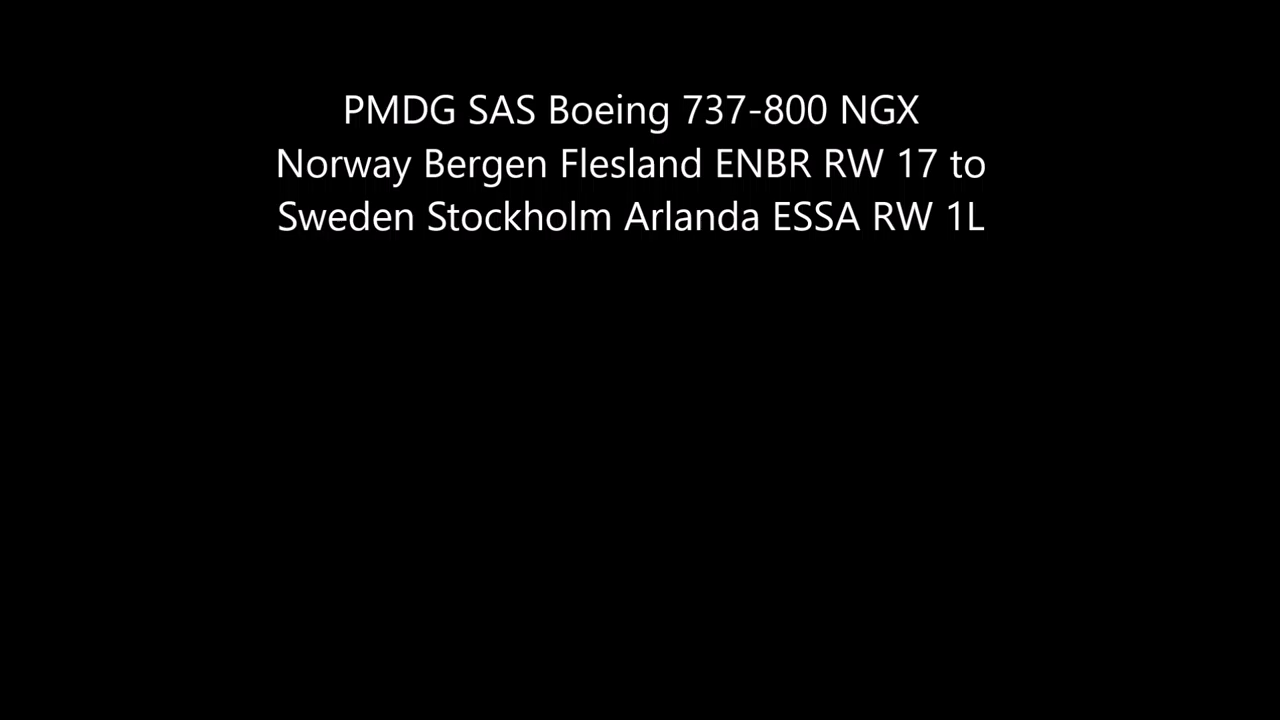 PMDG SAS Boeing 737-800 NGX
Norway Bergen Flesland ENBR RW 17 to
Sweden Stockholm Arlanda ESSA RW 1L